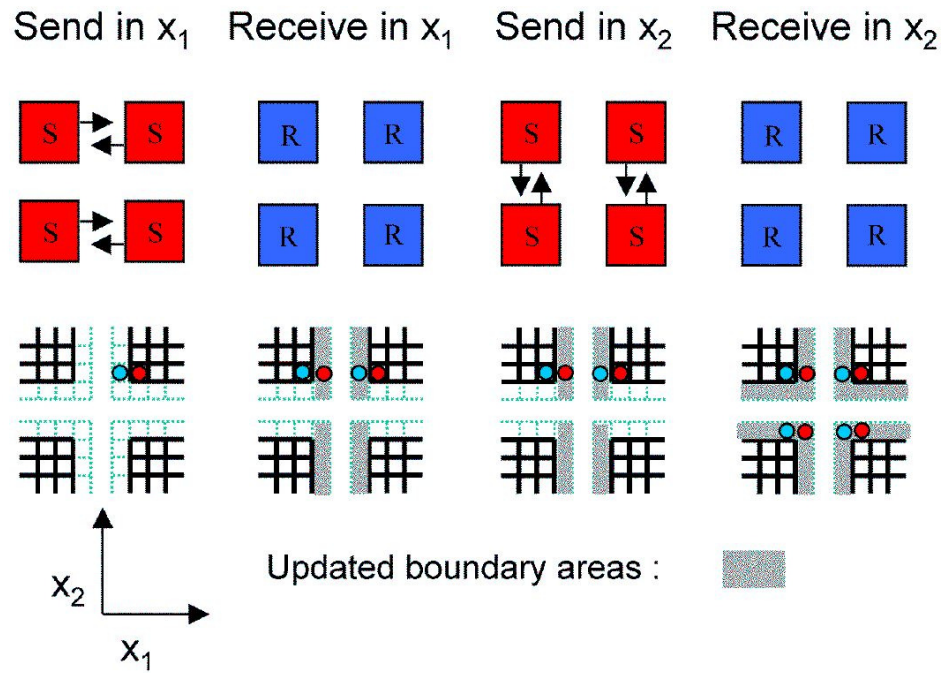 Send in x₁ Receive in x₁ Send in x₂ Receive in x₂
S S R R S S R R
S S R R S S R R
Updated boundary areas :
x₂
x₁